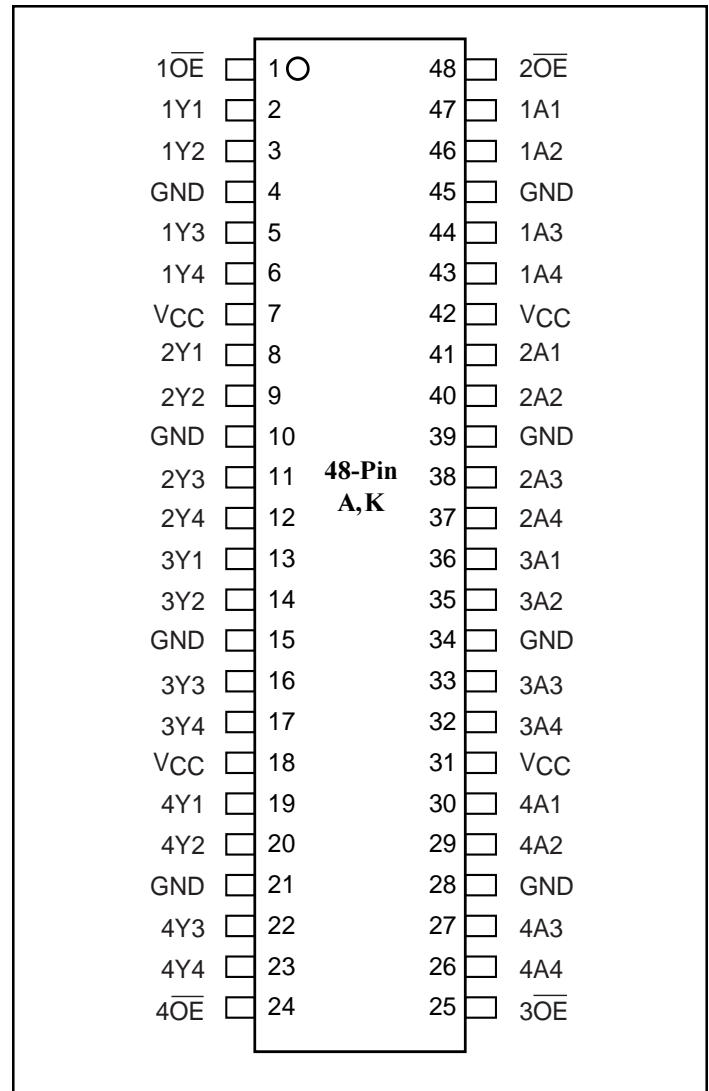 1O̅E̅ 1 48 2O̅E̅
1Y1 2 47 1A1
1Y2 3 46 1A2
GND 4 45 GND
1Y3 5 44 1A3
1Y4 6 43 1A4
VCC 7 42 VCC
2Y1 8 41 2A1
2Y2 9 40 2A2
GND 10 39 GND
2Y3 11 48-Pin 38 2A3
2Y4 12 A,K 37 2A4
3Y1 13 36 3A1
3Y2 14 35 3A2
GND 15 34 GND
3Y3 16 33 3A3
3Y4 17 32 3A4
VCC 18 31 VCC
4Y1 19 30 4A1
4Y2 20 29 4A2
GND 21 28 GND
4Y3 22 27 4A3
4Y4 23 26 4A4
4O̅E̅ 24 25 3O̅E̅